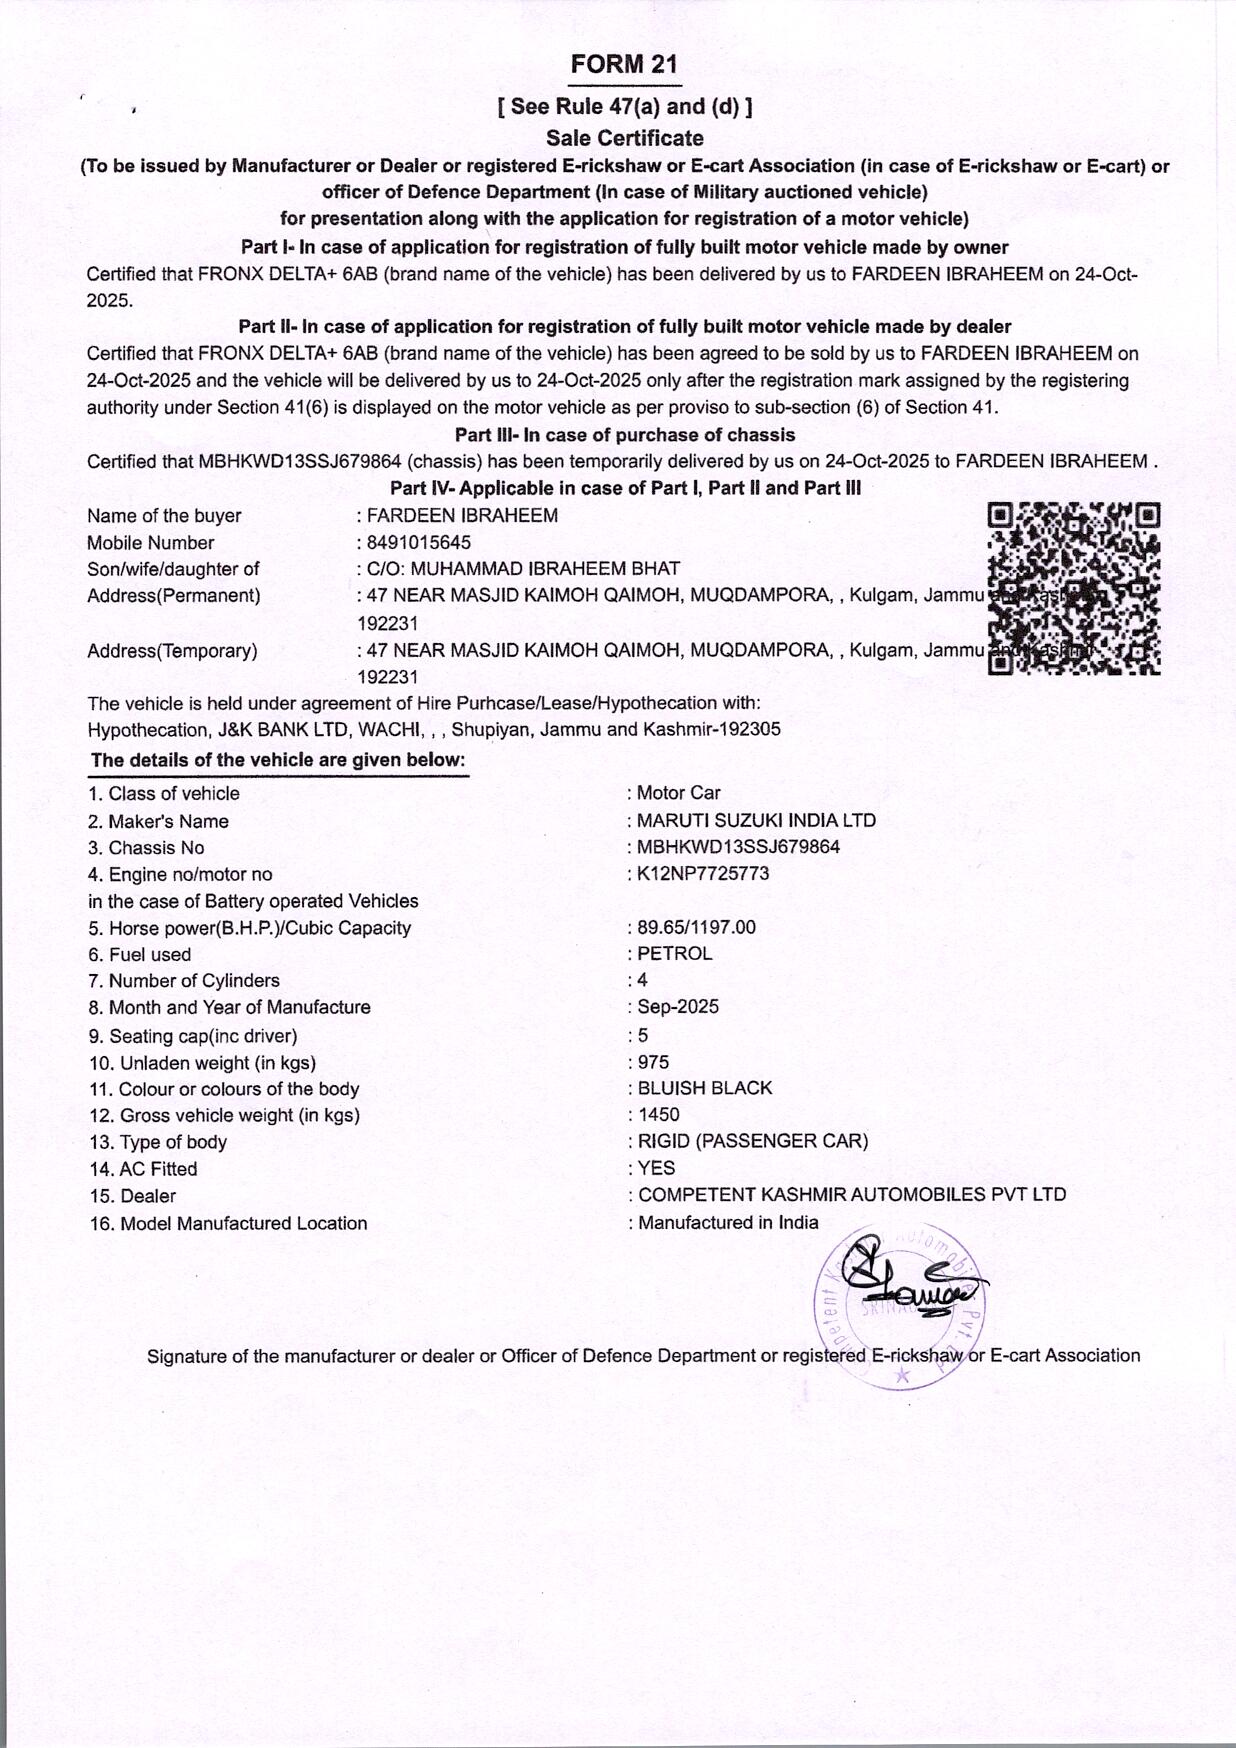 FORM 21
[ See Rule 47(a) and (d) ]
Sale Certificate
(To be issued by Manufacturer or Dealer or registered E-rickshaw or E-cart Association (in case of E-rickshaw or E-cart) or
officer of Defence Department (In case of Military auctioned vehicle)
for presentation along with the application for registration of a motor vehicle)
Part I- In case of application for registration of fully built motor vehicle made by owner
Certified that FRONX DELTA+ 6AB (brand name of the vehicle) has been delivered by us to FARDEEN IBRAHEEM on 24-Oct-
2025.
Part II- In case of application for registration of fully built motor vehicle made by dealer
Certified that FRONX DELTA+ 6AB (brand name of the vehicle) has been agreed to be sold by us to FARDEEN IBRAHEEM on
24-Oct-2025 and the vehicle will be delivered by us to 24-Oct-2025 only after the registration mark assigned by the registering
authority under Section 41(6) is displayed on the motor vehicle as per proviso to sub-section (6) of Section 41.
Part III- In case of purchase of chassis
Certified that MBHKWD13SSJ679864 (chassis) has been temporarily delivered by us on 24-Oct-2025 to FARDEEN IBRAHEEM .
Part IV- Applicable in case of Part I, Part II and Part III
Name of the buyer : FARDEEN IBRAHEEM
Mobile Number : 8491015645
Son/wife/daughter of : C/O: MUHAMMAD IBRAHEEM BHAT
Address(Permanent) : 47 NEAR MASJID KAIMOH QAIMOH, MUQDAMPORA, , Kulgam, Jammu
192231
Address(Temporary) : 47 NEAR MASJID KAIMOH QAIMOH, MUQDAMPORA, , Kulgam, Jammu and Kashmir-
192231
The vehicle is held under agreement of Hire Purhcase/Lease/Hypothecation with:
Hypothecation, J&K BANK LTD, WACHI, , , Shupiyan, Jammu and Kashmir-192305
The details of the vehicle are given below:
1. Class of vehicle : Motor Car
2. Maker's Name : MARUTI SUZUKI INDIA LTD
3. Chassis No : MBHKWD13SSJ679864
4. Engine no/motor no : K12NP7725773
in the case of Battery operated Vehicles
5. Horse power(B.H.P.)/Cubic Capacity : 89.65/1197.00
6. Fuel used : PETROL
7. Number of Cylinders : 4
8. Month and Year of Manufacture : Sep-2025
9. Seating cap(inc driver) : 5
10. Unladen weight (in kgs) : 975
11. Colour or colours of the body : BLUISH BLACK
12. Gross vehicle weight (in kgs) : 1450
13. Type of body : RIGID (PASSENGER CAR)
14. AC Fitted : YES
15. Dealer : COMPETENT KASHMIR AUTOMOBILES PVT LTD
16. Model Manufactured Location : Manufactured in India
Signature of the manufacturer or dealer or Officer of Defence Department or registered E-rickshaw or E-cart Association